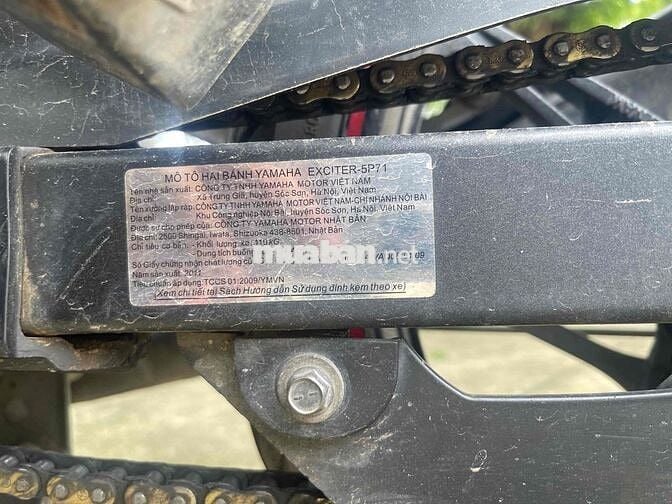 MÔ TÔ HAI BÁNH YAMAHA EXCITER-5P71
Tên nhà sản xuất: CÔNG TY TNHH YAMAHA MOTOR VIỆT NAM
Địa chỉ: Xã Trung Giã, huyện Sóc Sơn, Hà Nội, Việt Nam
Tên xưởng lắp ráp: CÔNG TY TNHH YAMAHA MOTOR VIỆT NAM-CHI NHANH NỘI BÀI
Địa chỉ: Khu Công nghiệp Nội Bài, huyện Sóc Sơn, Hà Nội, Việt Nam
Được sự cho phép của: CÔNG TY YAMAHA MOTOR NHẬT BẢN
Địa chỉ: 2500 Shingai, Iwata, Shizuoka 438-8501, Nhật Bản
Chỉ tiêu cơ bản: - Khối lượng xe: 110KG
- Dung tích buồng
muaban.net
Số Giấy chứng nhận chất lượng
Năm sản xuất: 2011
Tiêu chuẩn áp dụng: TCCS 01:2009/YMVN
(Xem chi tiết tại Sách Hướng dẫn Sử dụng đính kèm theo xe)